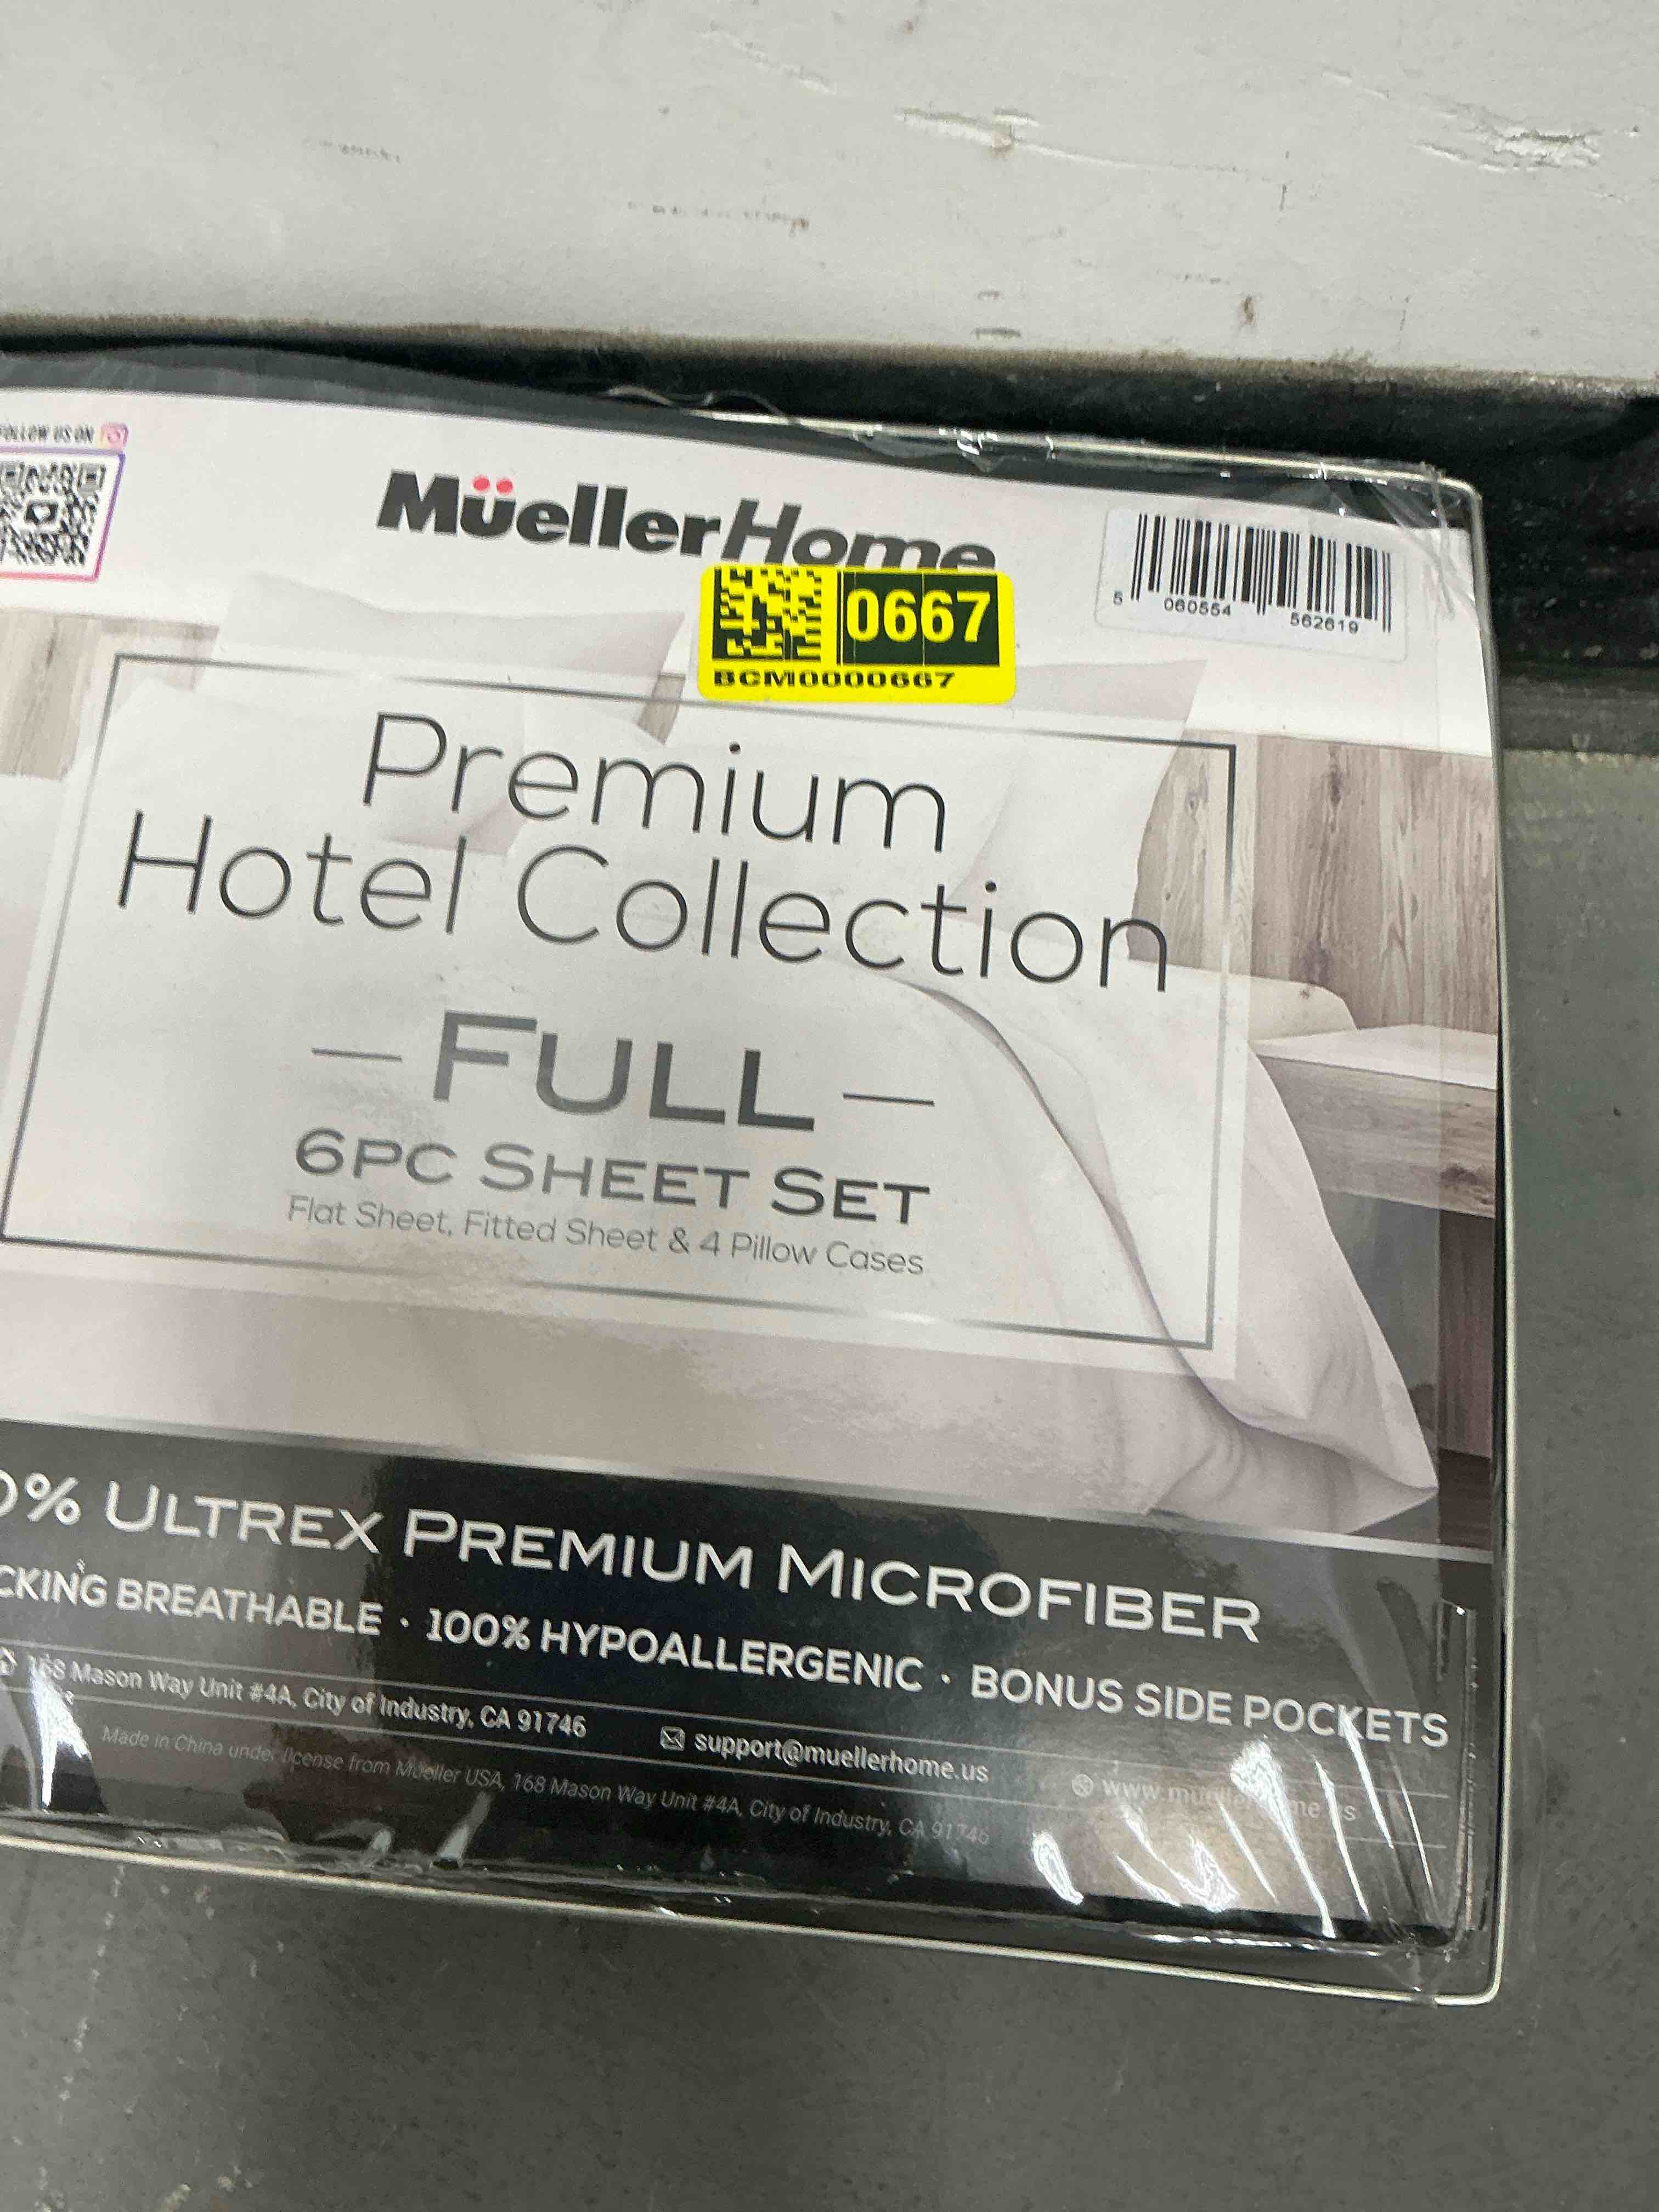 FOLLOW US ON
MüellerHome
5 060554 562619
0667
BCM0000667
Premium
Hotel Collection
– FULL –
6PC SHEET SET
Flat Sheet, Fitted Sheet & 4 Pillow Cases
0% ULTREX PREMIUM MICROFIBER
CKING BREATHABLE · 100% HYPOALLERGENIC · BONUS SIDE POCKETS
168 Mason Way Unit #4A, City of Industry, CA 91746 support@muellerhome.us www.muellerhome.us
Made in China under license from Mueller USA, 168 Mason Way Unit #4A, City of Industry, CA 91746